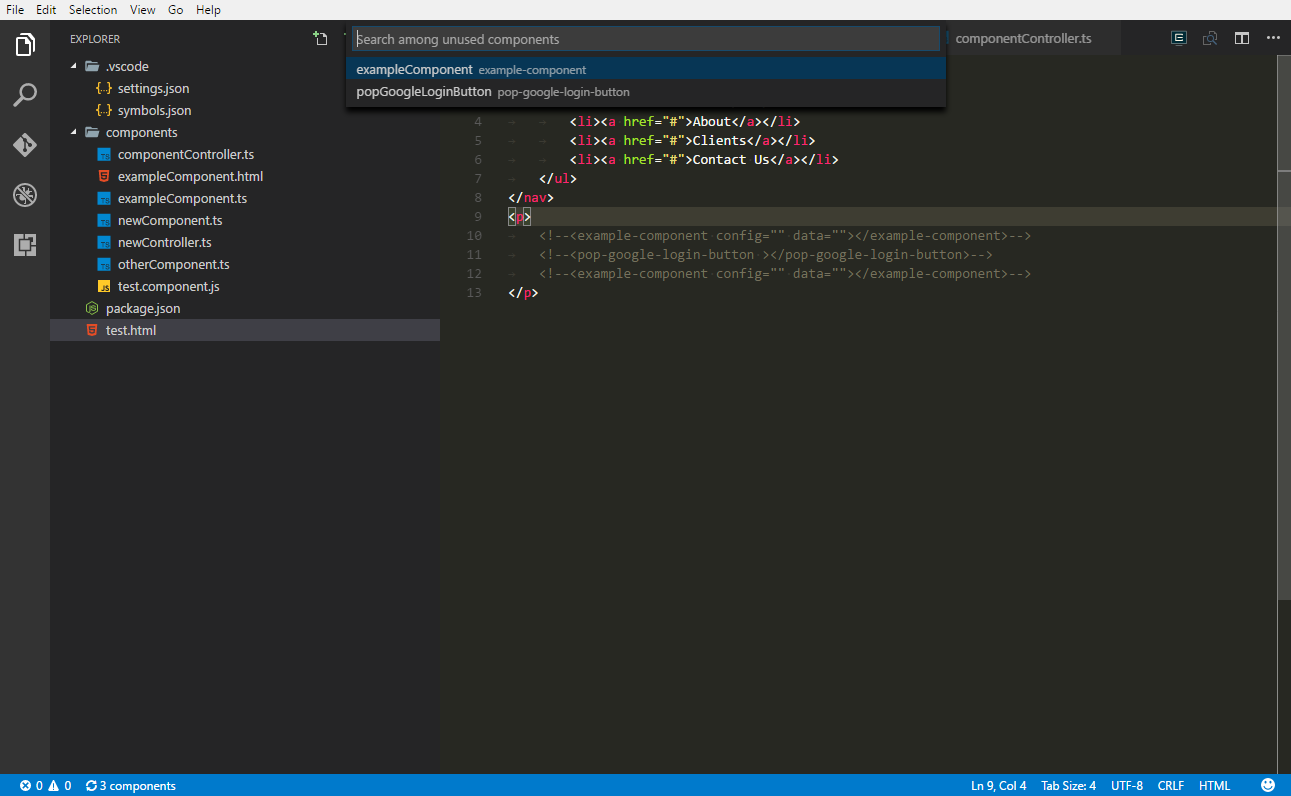 File Edit Selection View Go Help
EXPLORER
.vscode
settings.json
symbols.json
components
componentController.ts
exampleComponent.html
exampleComponent.ts
newComponent.ts
newController.ts
otherComponent.ts
test.component.js
package.json
test.html
Search among unused components
exampleComponent example-component
popGoogleLoginButton pop-google-login-button
componentController.ts
4 <li><a href="#">About</a></li>
5 <li><a href="#">Clients</a></li>
6 <li><a href="#">Contact Us</a></li>
7 </ul>
8 </nav>
9 <p>
10 <!--<example-component config="" data=""></example-component>-->
11 <!--<pop-google-login-button ></pop-google-login-button>-->
12 <!--<example-component config="" data=""></example-component>-->
13 </p>
0 0 3 components Ln 9, Col 4 Tab Size: 4 UTF-8 CRLF HTML